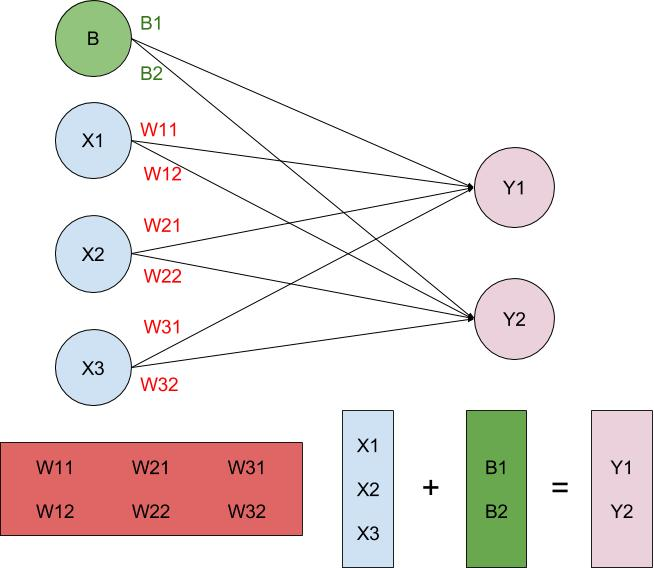 B
B1
B2
X1
W11
W12
Y1
X2
W21
W22
Y2
X3
W31
W32
W11 W21 W31
W12 W22 W32
X1
X2
X3
+
B1
B2
=
Y1
Y2